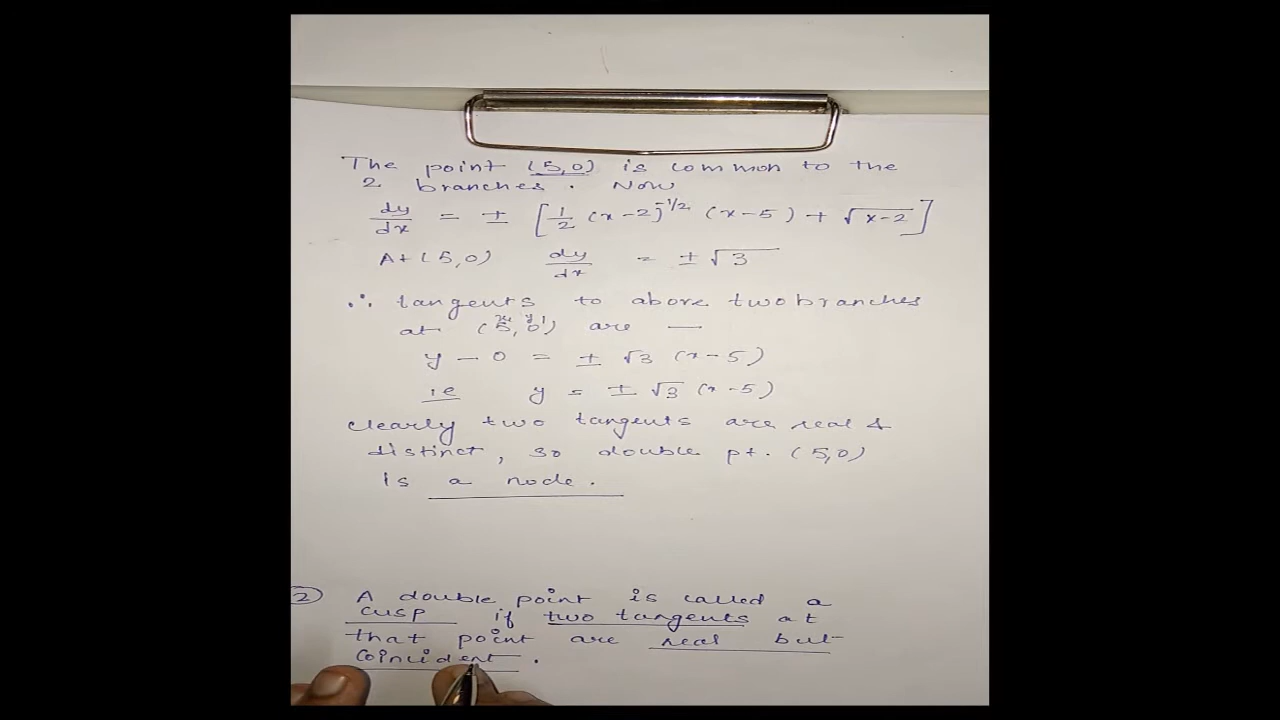 The point (5,0) is common to the
2 branches. Now
dy/dx = ± [1/2 (x-2)^-1/2 (x-5) + √x-2]
At (5,0) dy/dx = ± √3
∴ tangents to above two branches
at (5,0) are —
y - 0 = ± √3 (x-5)
ie y = ± √3 (x-5)
clearly two tangents are real &
distinct, so double pt. (5,0)
is a node.
2 A double point is called a
cusp if two tangents at
that point are real but
coincident.